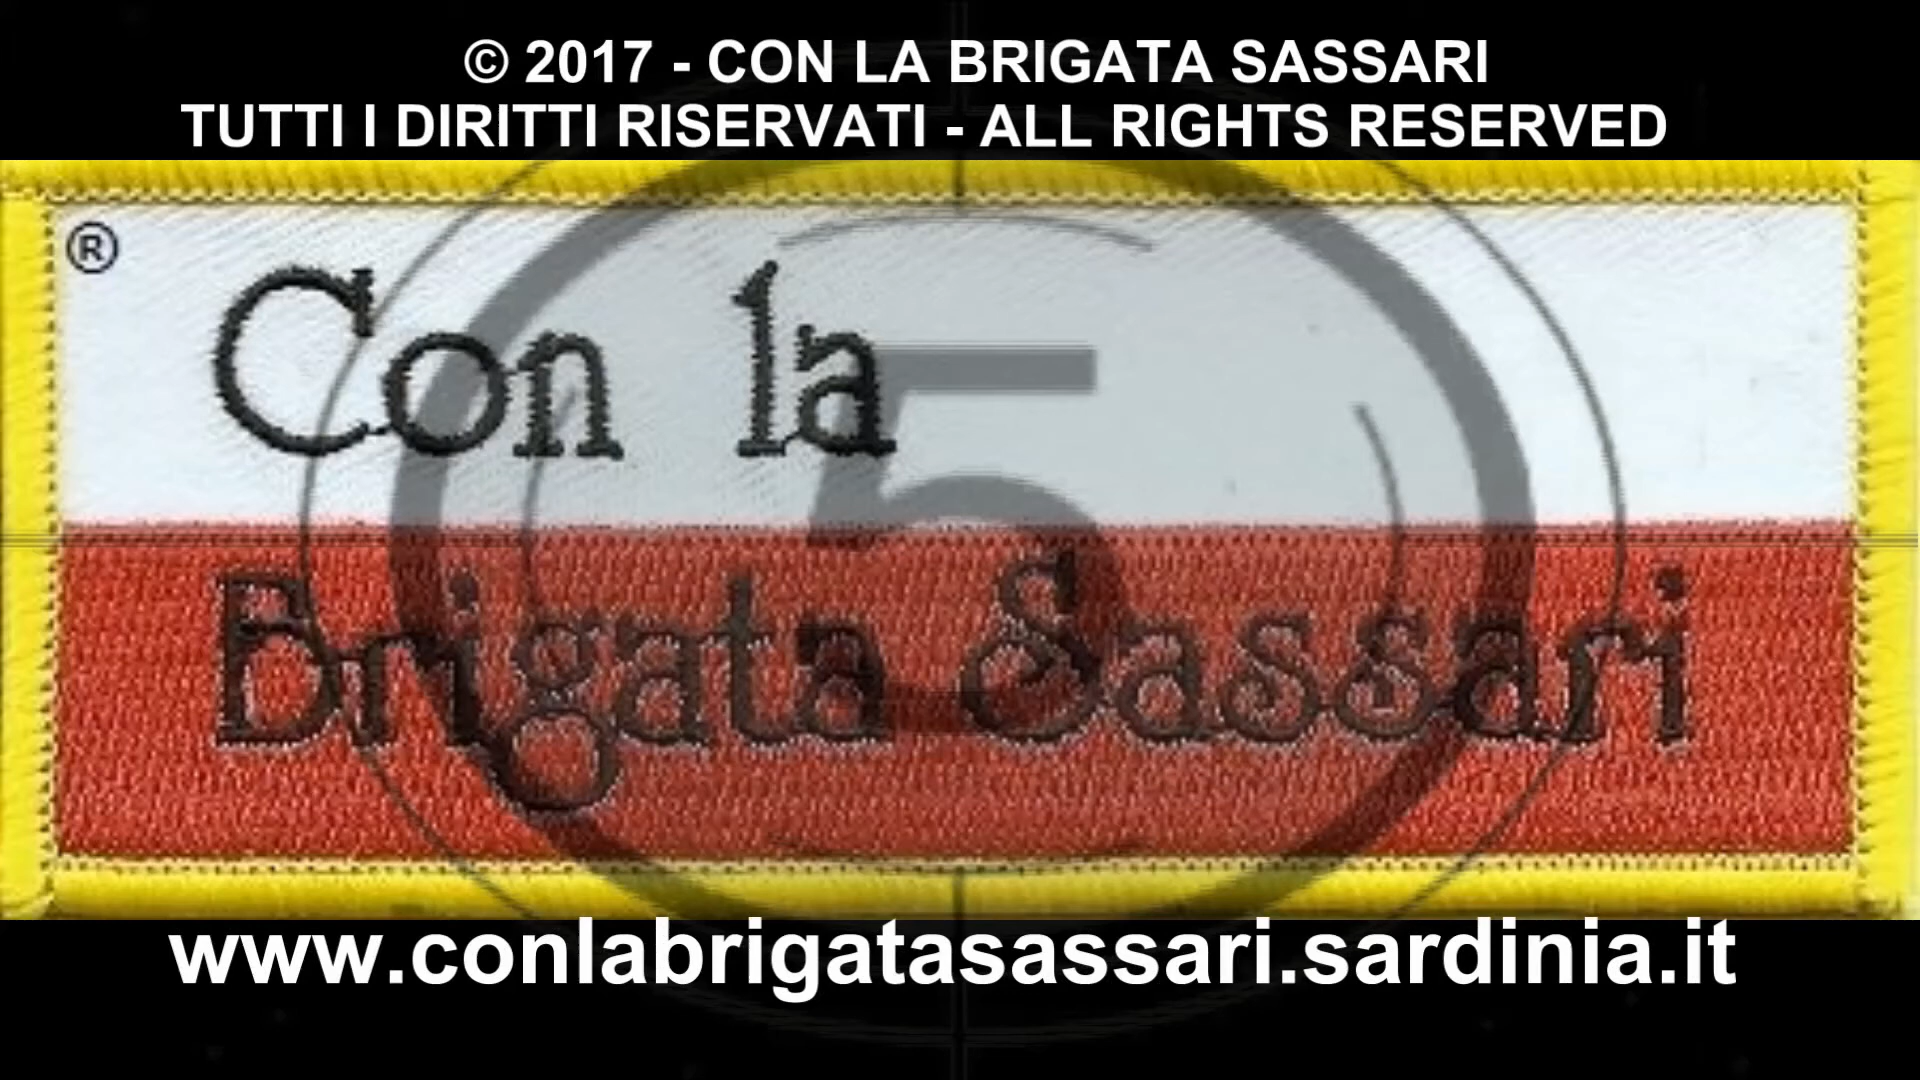 © 2017 - CON LA BRIGATA SASSARI
TUTTI I DIRITTI RISERVATI - ALL RIGHTS RESERVED
®
Con la
5
Brigata Sassari
www.conlabrigatasassari.sardinia.it